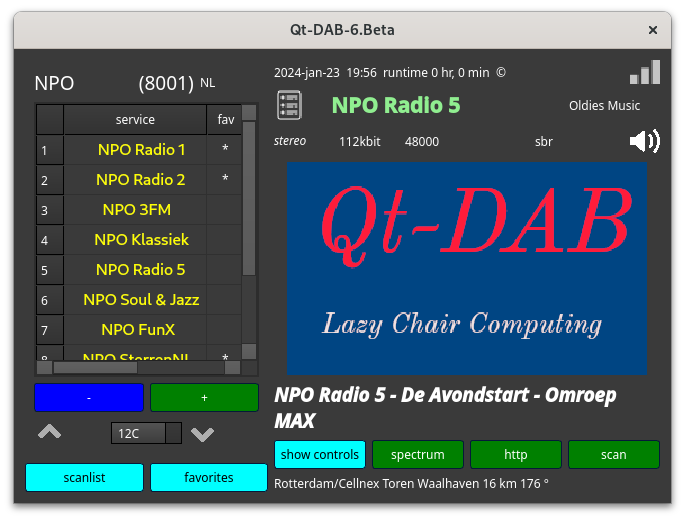 Qt-DAB-6.Beta
NPO (8001) NL
service fav
1 NPO Radio 1 *
2 NPO Radio 2 *
3 NPO 3FM
4 NPO Klassiek
5 NPO Radio 5
6 NPO Soul & Jazz
7 NPO FunX
8 NPO SterrenNL *
- +
12C
scanlist favorites
2024-jan-23 19:56 runtime 0 hr, 0 min ©
NPO Radio 5 Oldies Music
stereo 112kbit 48000 sbr
Qt-DAB
Lazy Chair Computing
NPO Radio 5 - De Avondstart - Omroep
MAX
show controls spectrum http scan
Rotterdam/Cellnex Toren Waalhaven 16 km 176 °